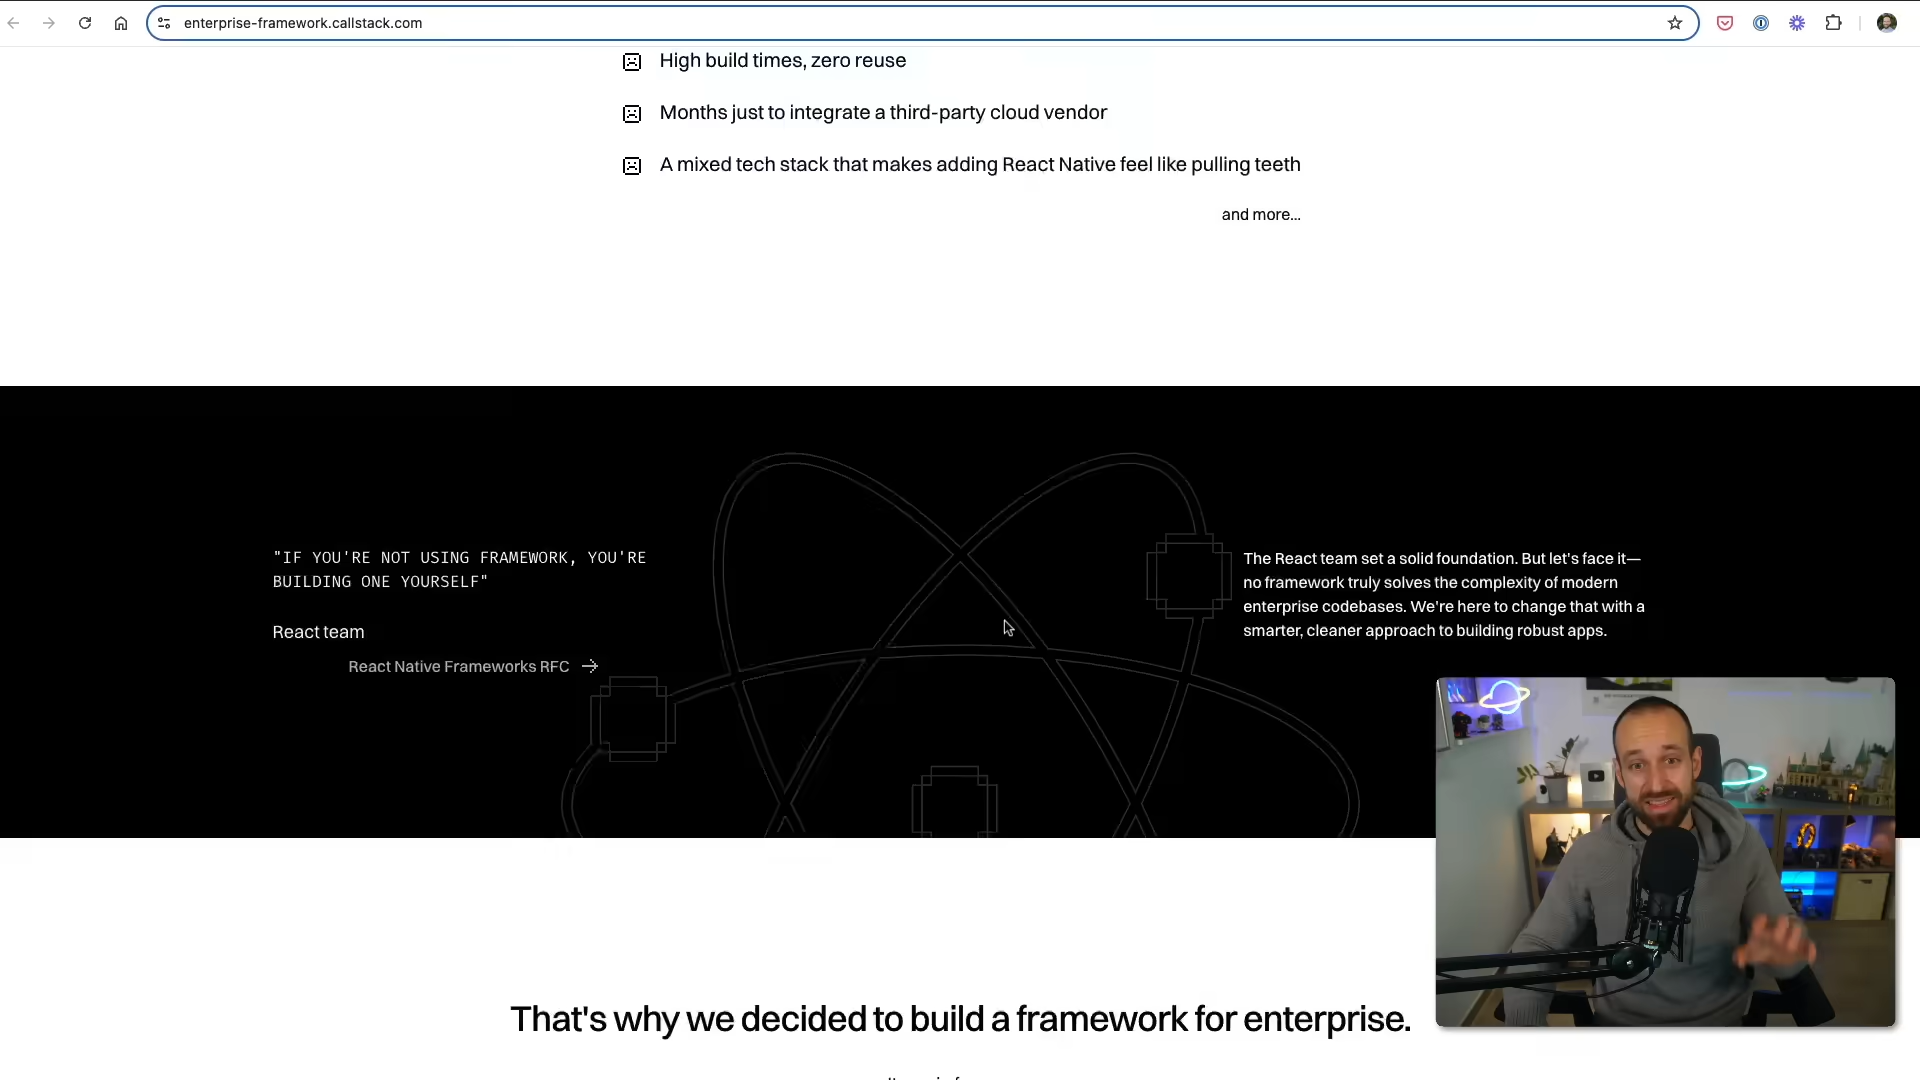 enterprise-framework.callstack.com
High build times, zero reuse
Months just to integrate a third-party cloud vendor
A mixed tech stack that makes adding React Native feel like pulling teeth
and more...
"IF YOU'RE NOT USING FRAMEWORK, YOU'RE
BUILDING ONE YOURSELF"
React team
React Native Frameworks RFC
The React team set a solid foundation. But let's face it—
no framework truly solves the complexity of modern
enterprise codebases. We're here to change that with a
smarter, cleaner approach to building robust apps.
That's why we decided to build a framework for enterprise.